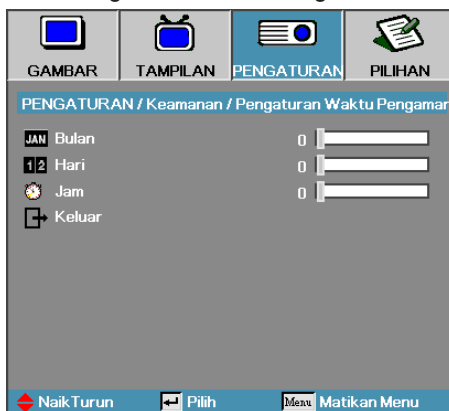 GAMBAR TAMPILAN PENGATURAN PILIHAN
PENGATURAN / Keamanan / Pengaturan Waktu Pengamar
JAN Bulan 0
1 2 Hari 0
Jam 0
Keluar
NaikTurun Pilih Menu Matikan Menu